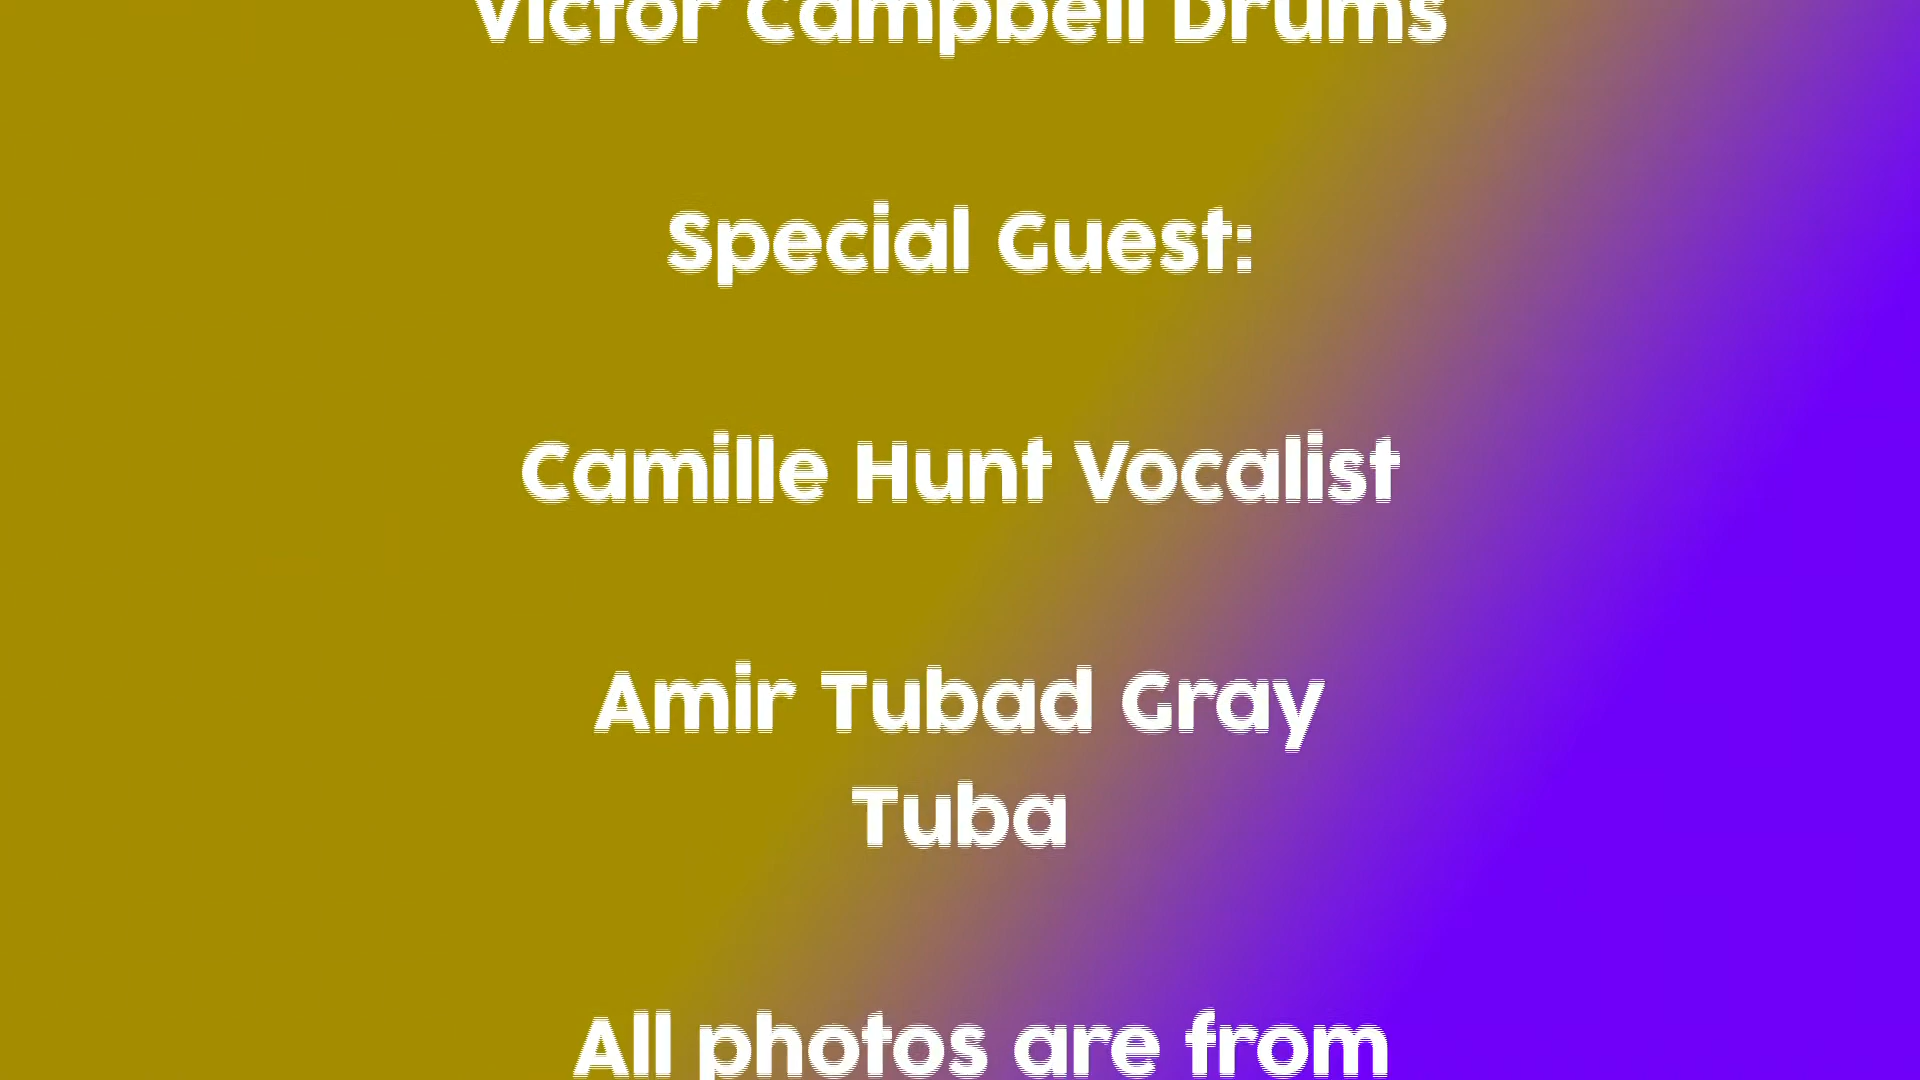 Victor Campbell Drums
Special Guest:
Camille Hunt Vocalist
Amir Tubad Gray
Tuba
All photos are from